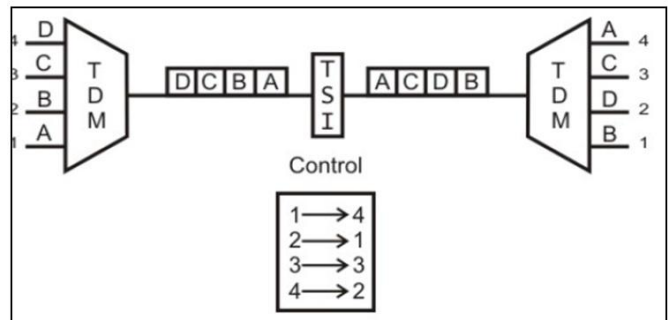 4 D
3 C
2 B
1 A
TDM
D C B A
TSI
A C D B
TDM
A 4
C 3
D 2
B 1
Control
1→4
2→1
3→3
4→2